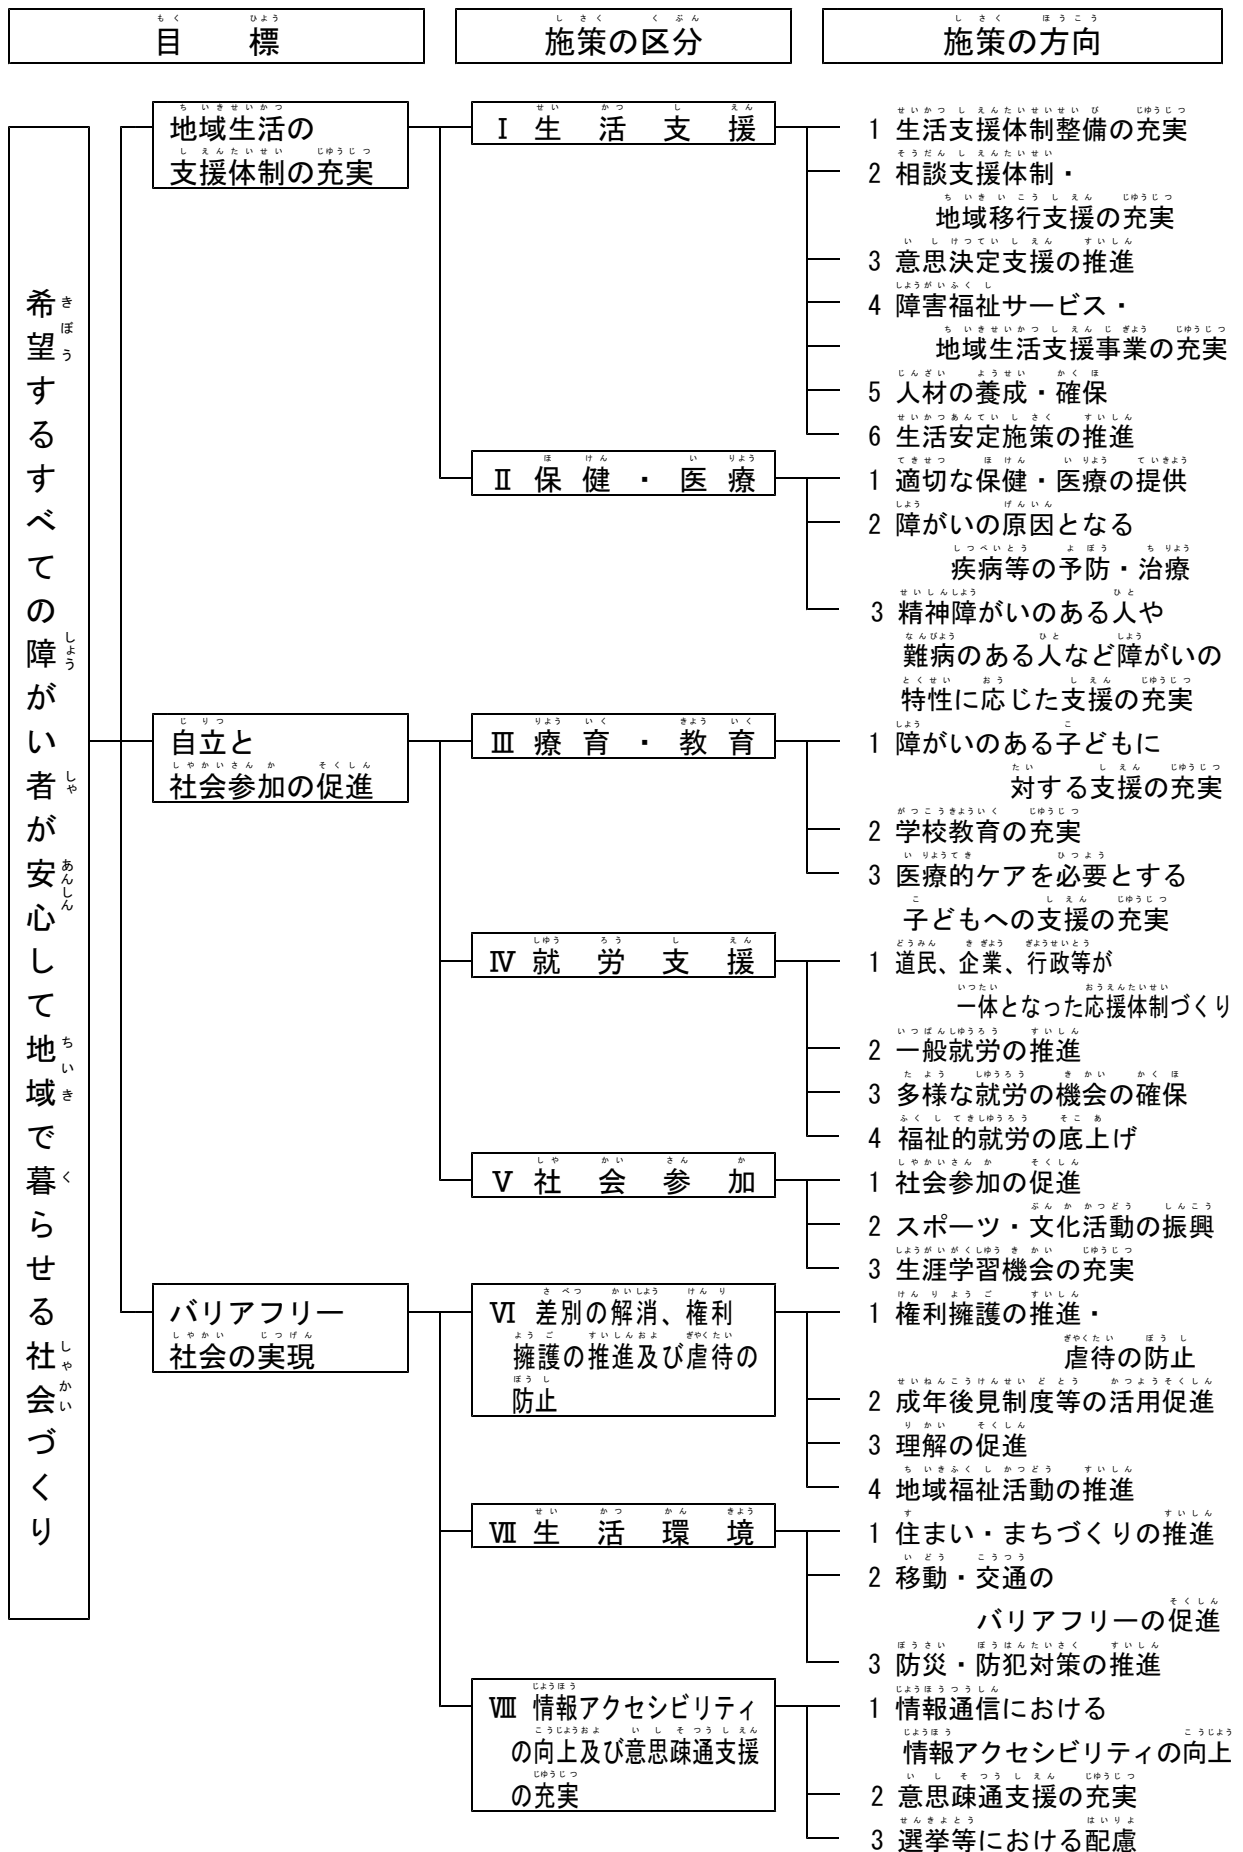 目標
施策の区分
施策の方向
希望するすべての障がい者が安心して地域で暮らせる社会づくり
地域生活の
支援体制の充実
Ⅰ 生活支援
1 生活支援体制整備の充実
2 相談支援体制・
地域移行支援の充実
3 意思決定支援の推進
4 障害福祉サービス・
地域生活支援事業の充実
5 人材の養成・確保
6 生活安定施策の推進
Ⅱ 保健・医療
1 適切な保健・医療の提供
2 障がいの原因となる
疾病等の予防・治療
3 精神障がいのある人や
難病のある人など障がいの
特性に応じた支援の充実
自立と
社会参加の促進
Ⅲ 療育・教育
1 障がいのある子どもに
対する支援の充実
2 学校教育の充実
3 医療的ケアを必要とする
子どもへの支援の充実
Ⅳ 就労支援
1 道民、企業、行政等が
一体となった応援体制づくり
2 一般就労の推進
3 多様な就労の機会の確保
4 福祉的就労の底上げ
Ⅴ 社会参加
1 社会参加の促進
2 スポーツ・文化活動の振興
3 生涯学習機会の充実
バリアフリー
社会の実現
Ⅵ 差別の解消、権利
擁護の推進及び虐待の
防止
1 権利擁護の推進・
虐待の防止
2 成年後見制度等の活用促進
3 理解の促進
4 地域福祉活動の推進
Ⅶ 生活環境
1 住まい・まちづくりの推進
2 移動・交通の
バリアフリーの促進
3 防災・防犯対策の推進
Ⅷ 情報アクセシビリティ
の向上及び意思疎通支援
の充実
1 情報通信における
情報アクセシビリティの向上
2 意思疎通支援の充実
3 選挙等における配慮